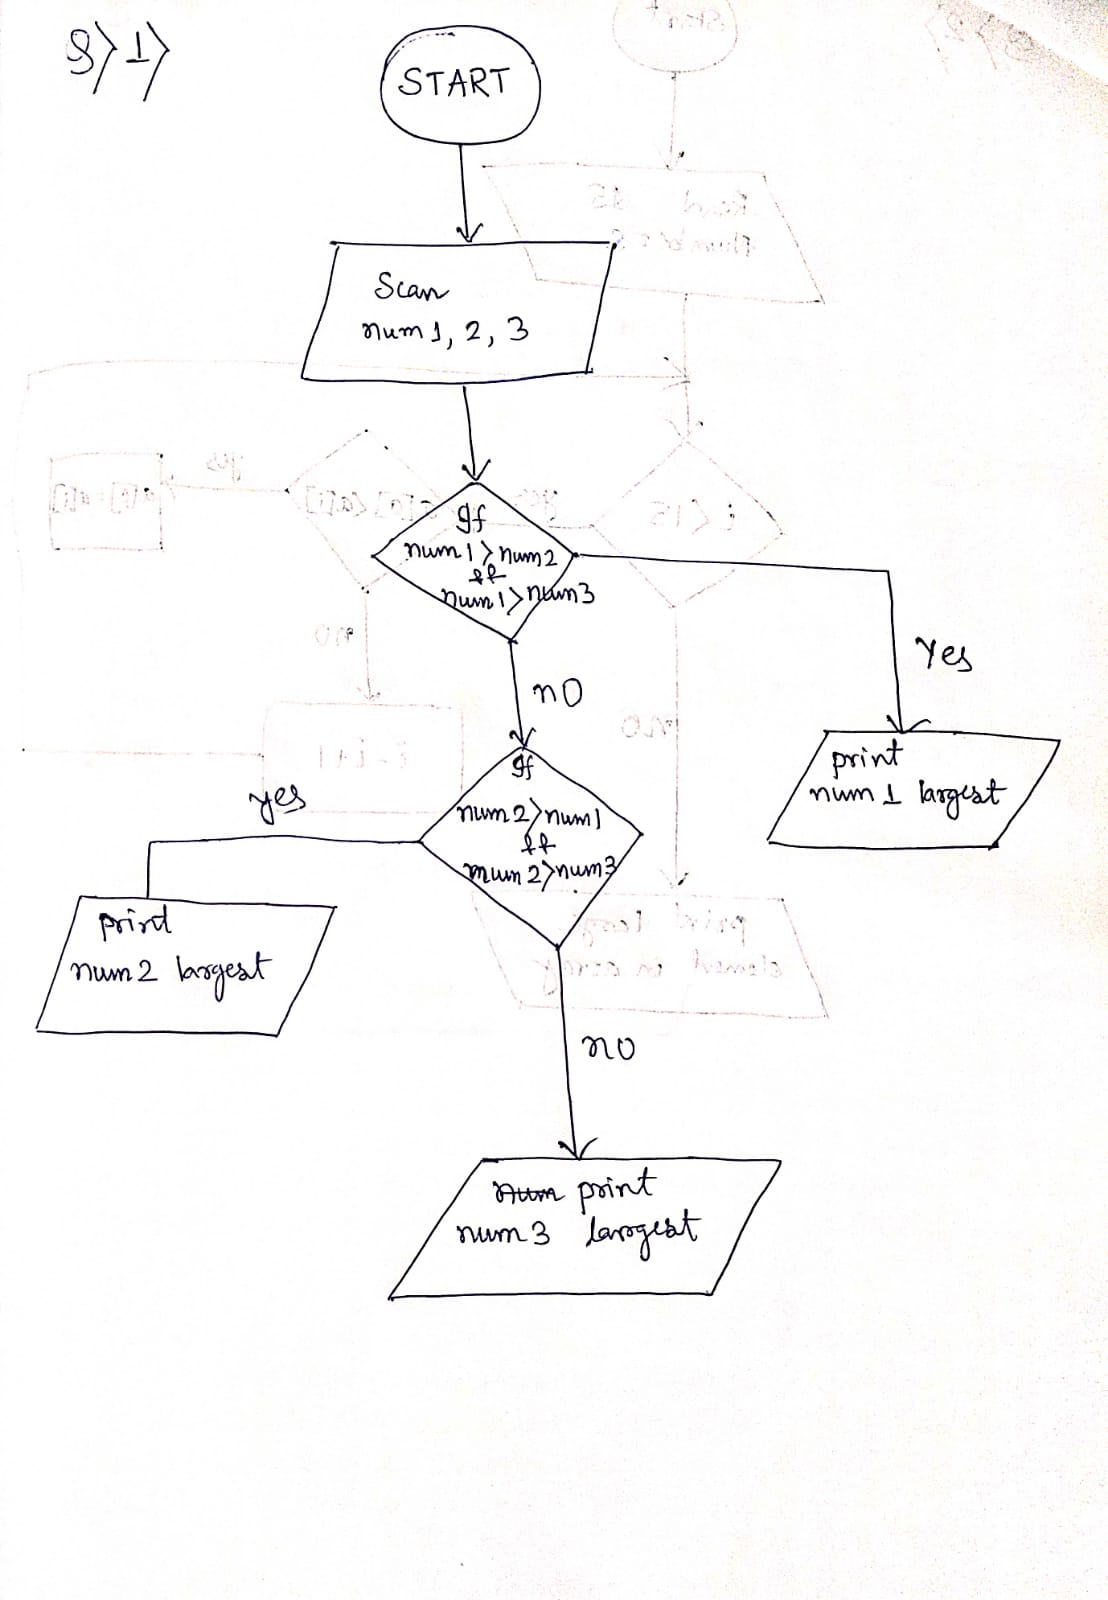 8) 1)
START
Scan
num 1, 2, 3
If
num 1 > num 2
&&
num 1 > num 3
Yes
no
print
num 1 largest
If
num 2 > num 1
&&
num 2 > num 3
yes
print
num 2 largest
no
num print
num 3 largest